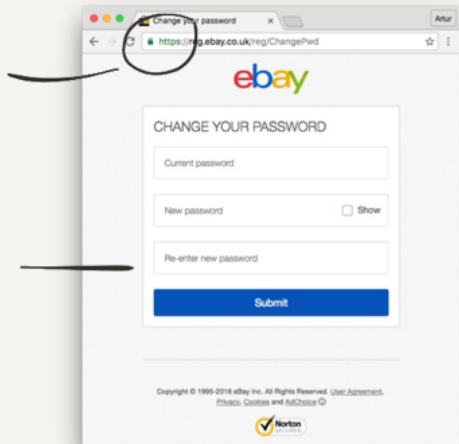 Change your password
Artur
https://reg.ebay.co.uk/reg/ChangePwd
ebay
CHANGE YOUR PASSWORD
Current password
New password
Show
Re-enter new password
Submit
Copyright © 1995-2016 eBay Inc. All Rights Reserved. User Agreement,
Privacy, Cookies and AdChoice
Norton
SECURED